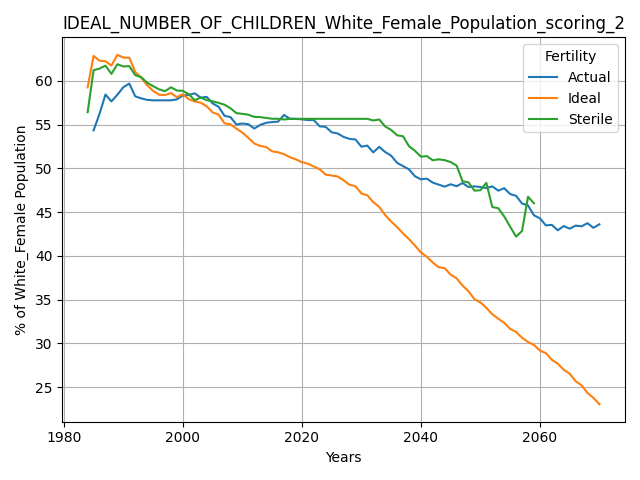 IDEAL_NUMBER_OF_CHILDREN_White_Female_Population_scoring_2
Fertility
Actual
Ideal
Sterile
% of White_Female Population
60
55
50
45
40
35
30
25
1980
2000
2020
2040
2060
Years